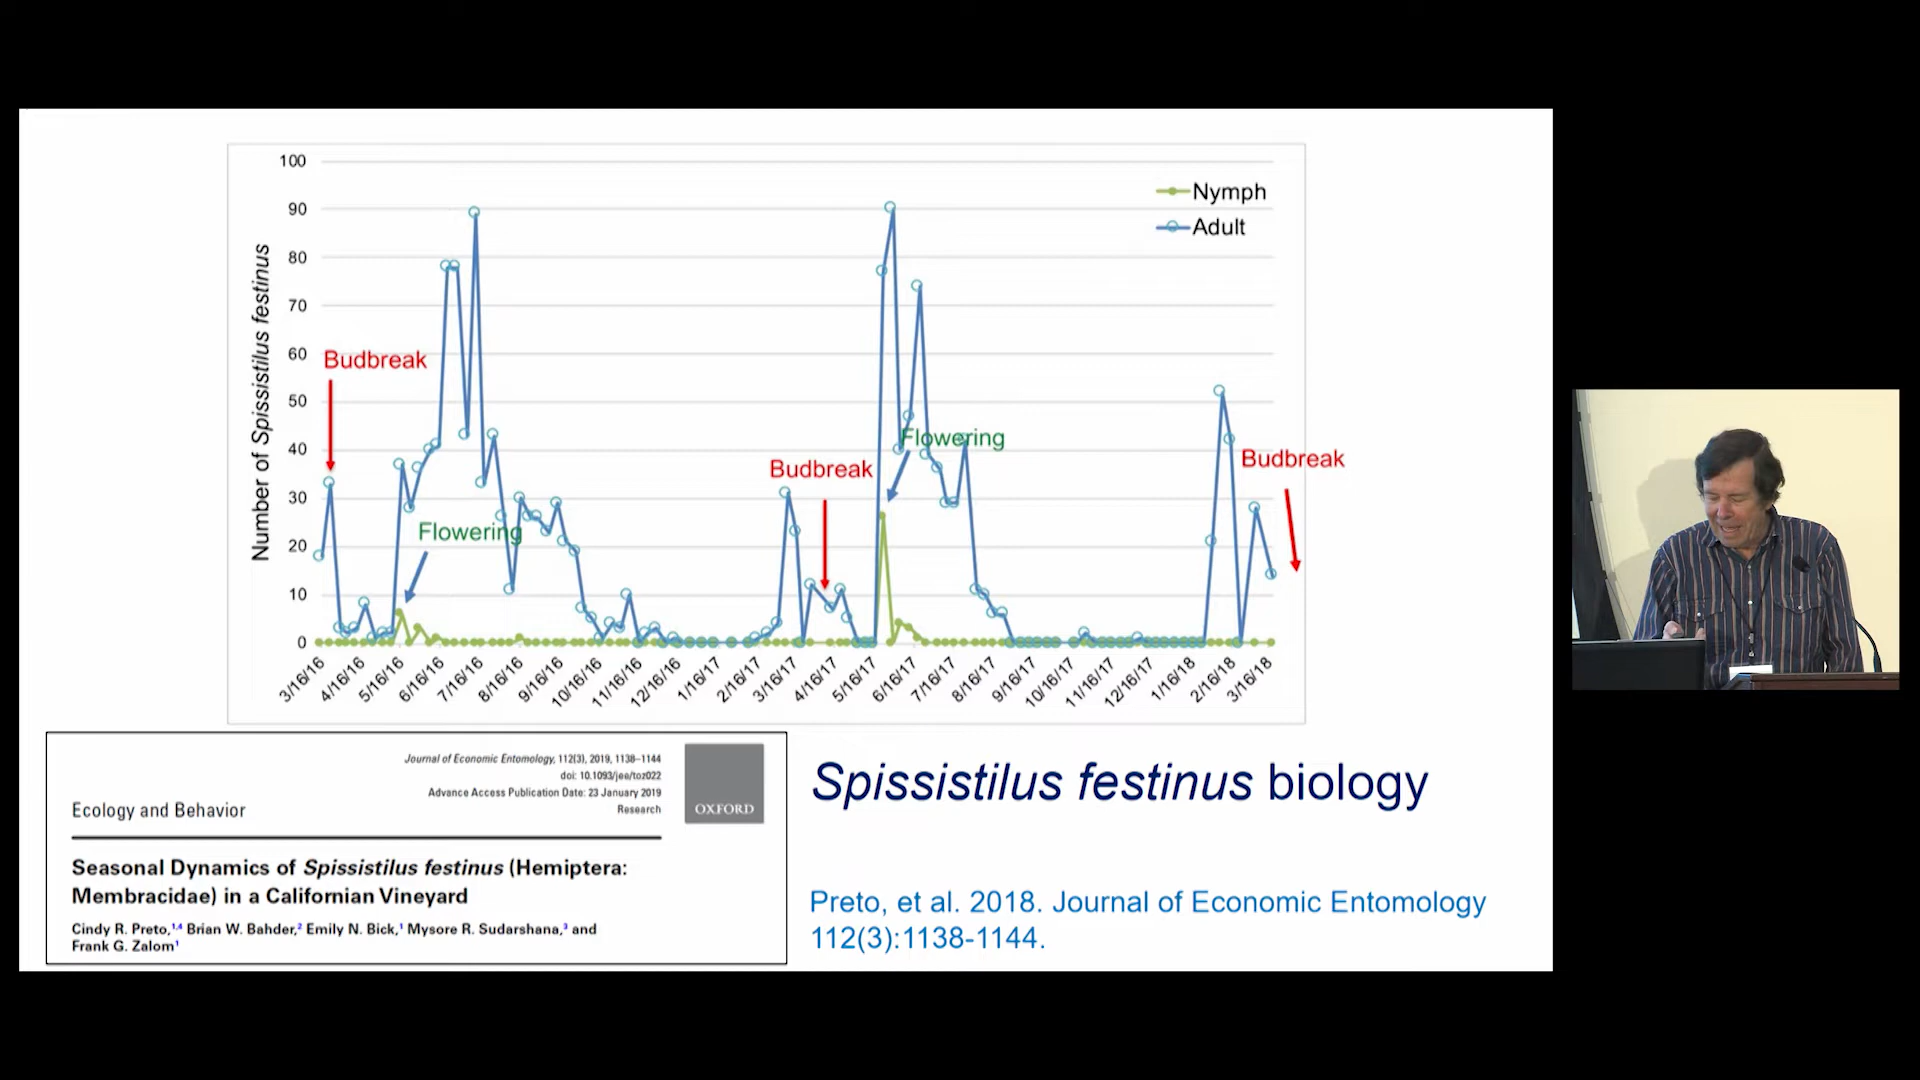 100
90
80
70
60
50
40
30
20
10
0
Number of Spissistilus festinus
Nymph
Adult
Budbreak
Flowering
Budbreak
Flowering
Budbreak
3/16/16
4/16/16
5/16/16
6/16/16
7/16/16
8/16/16
9/16/16
10/16/16
11/16/16
12/16/16
1/16/17
2/16/17
3/16/17
4/16/17
5/16/17
6/16/17
7/16/17
8/16/17
9/16/17
10/16/17
11/16/17
12/16/17
1/16/18
2/16/18
3/16/18
Journal of Economic Entomology, 112(3), 2019, 1138–1144
doi: 10.1093/jee/toz022
Advance Access Publication Date: 23 January 2019
Research
OXFORD
Ecology and Behavior
Seasonal Dynamics of Spissistilus festinus (Hemiptera:
Membracidae) in a Californian Vineyard
Cindy R. Preto,1,4 Brian W. Bahder,2 Emily N. Bick,1 Mysore R. Sudarshana,3 and
Frank G. Zalom1
Spissistilus festinus biology
Preto, et al. 2018. Journal of Economic Entomology
112(3):1138-1144.